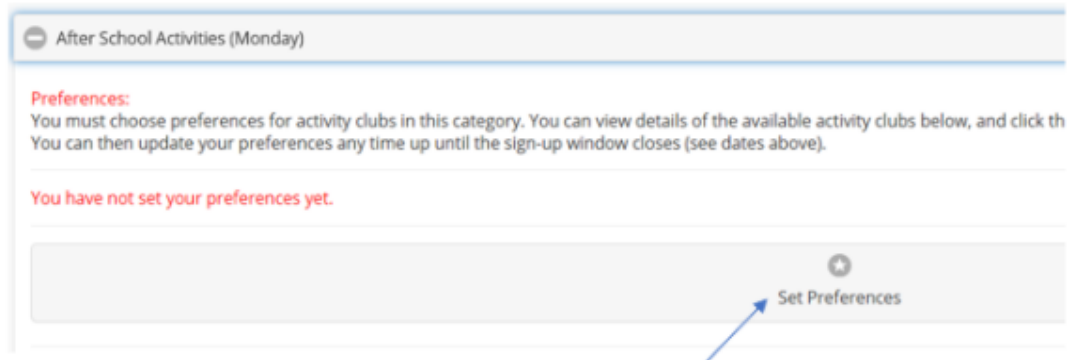 After School Activities (Monday)
Preferences:
You must choose preferences for activity clubs in this category. You can view details of the available activity clubs below, and click th
You can then update your preferences any time up until the sign-up window closes (see dates above).
You have not set your preferences yet.
Set Preferences